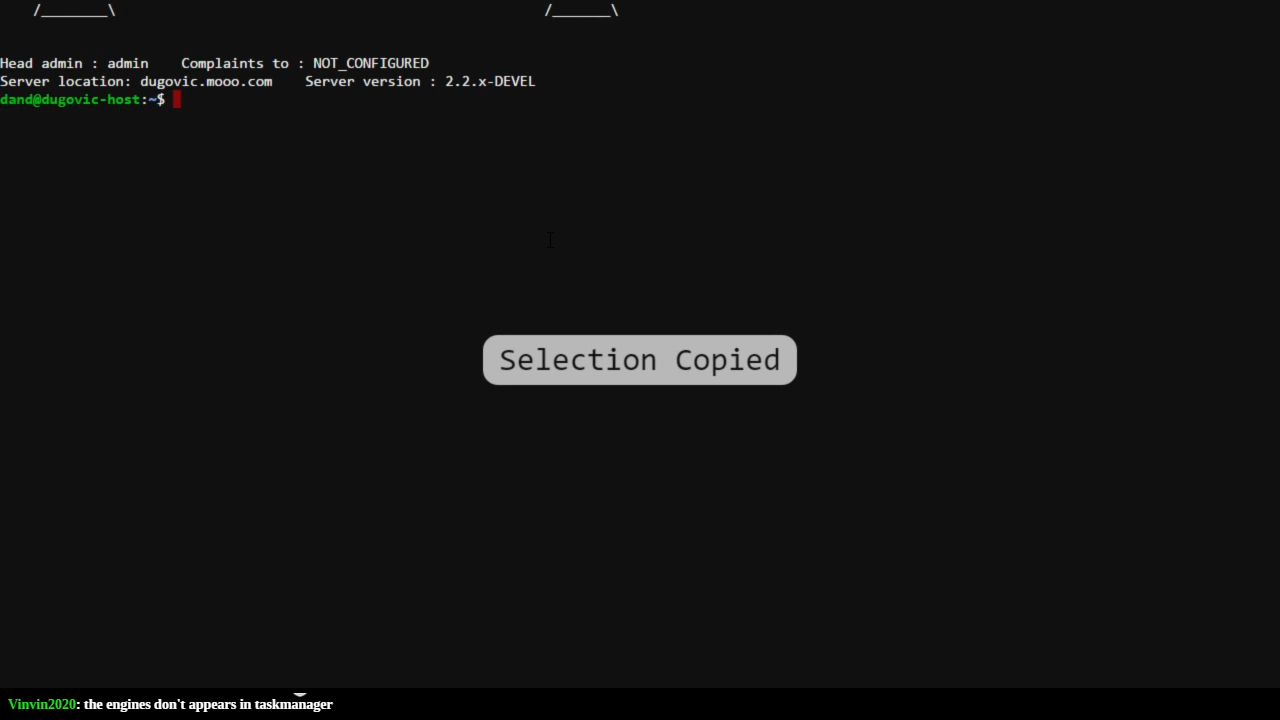 /________\ /_______\
Head admin : admin    Complaints to : NOT_CONFIGURED
Server location: dugovic.mooo.com    Server version : 2.2.x-DEVEL
dand@dugovic-host:~$
Selection Copied
Vinvin2020: the engines don't appears in taskmanager